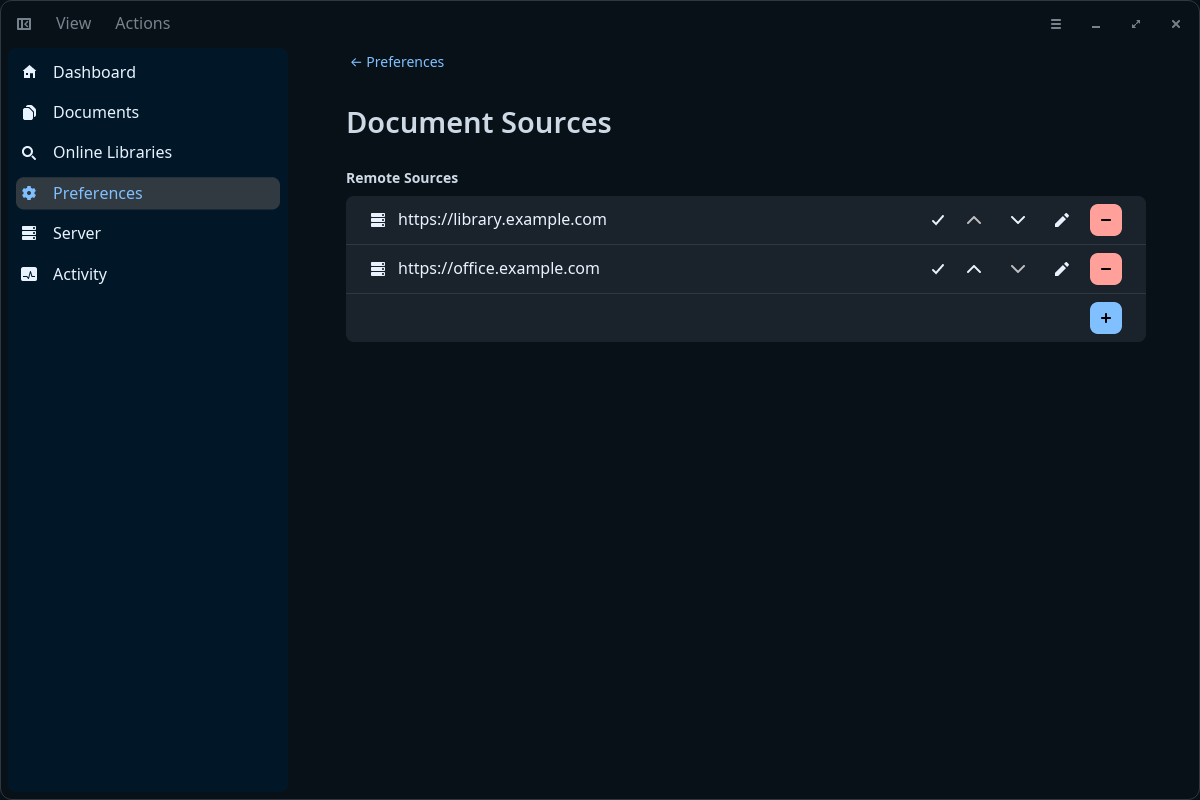 View Actions
Dashboard
Documents
Online Libraries
Preferences
Server
Activity
← Preferences
Document Sources
Remote Sources
https://library.example.com
https://office.example.com